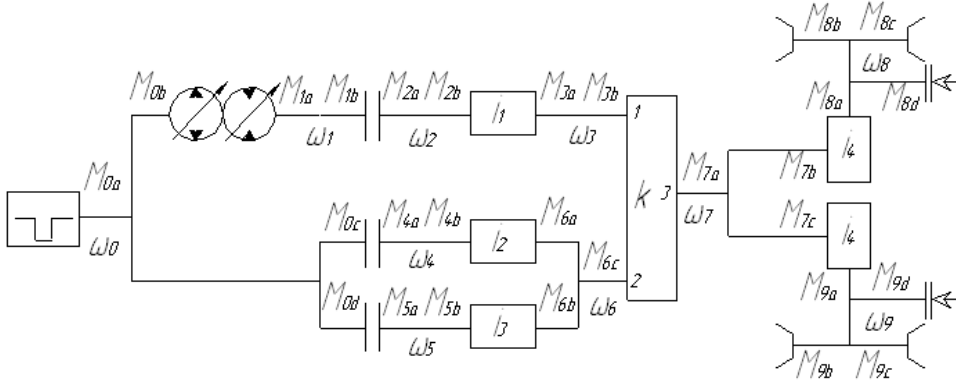 M8b M8c
M0b M1a M1b M2a M2b M3a M3b
ω8
M8d
M8a
i1
1
ω1 ω2 ω3
i4
M0a
M7a
M7b
k 3
ω0
ω7
M0c M4a M4b M6a
M7c
i2
i4
ω4
M6c
2
M0d M5a M5b M6b
ω6
M9a M9d
i3
ω9
ω5
M9b M9c